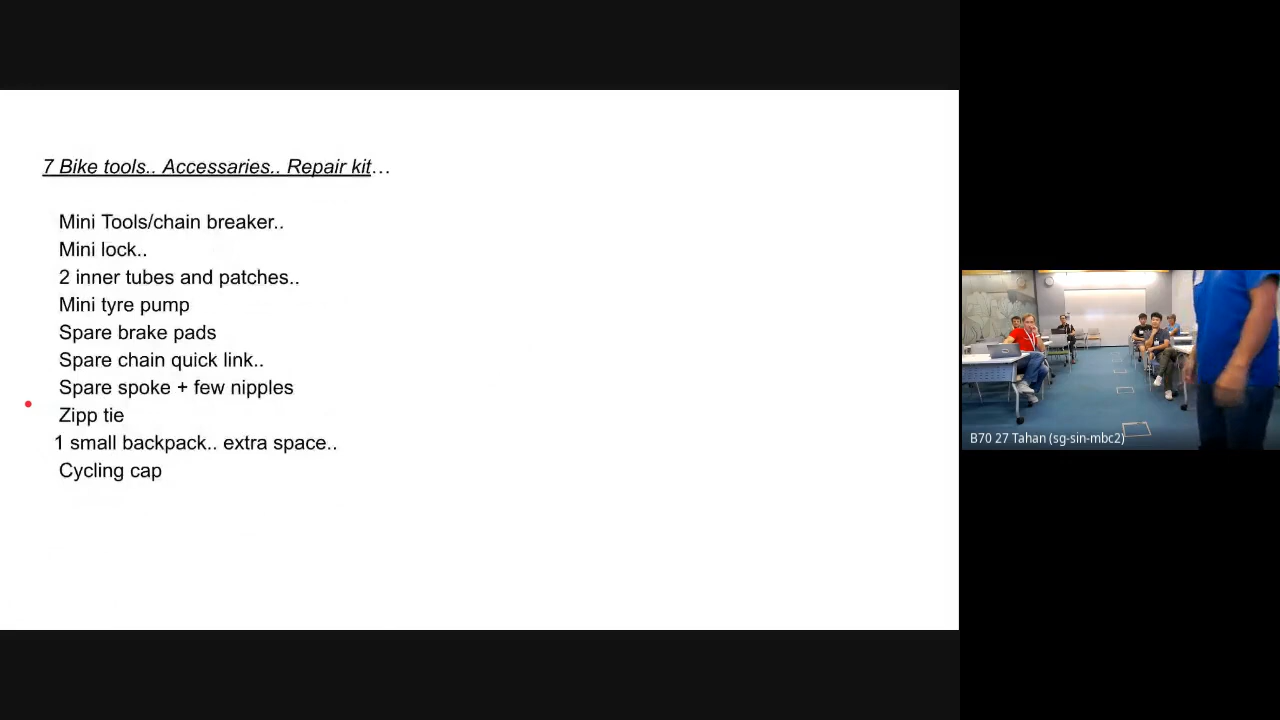 7 Bike tools.. Accessaries.. Repair kit…
Mini Tools/chain breaker..
Mini lock..
2 inner tubes and patches..
Mini tyre pump
Spare brake pads
Spare chain quick link..
Spare spoke + few nipples
Zipp tie
1 small backpack.. extra space..
Cycling cap
B70 27 Tahan (sg-sin-mbc2)